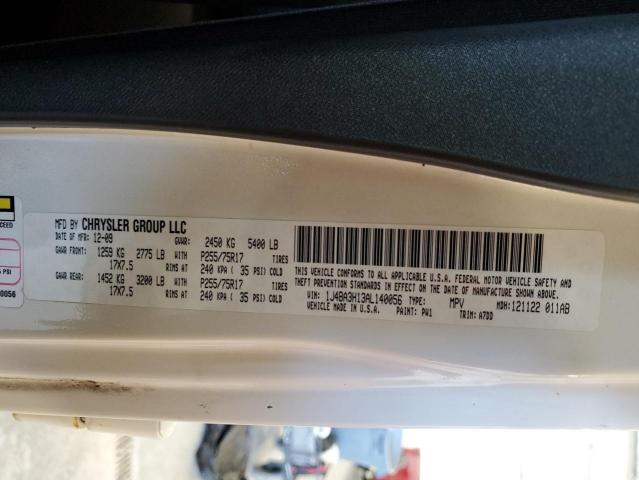 XCEED
PSI
40056
MFD BY CHRYSLER GROUP LLC
DATE OF MFR: 12-09 GVWR: 2450 KG 5400 LB
GAWR FRONT: 1259 KG 2775 LB WITH P255/75R17 TIRES
17X7.5 RIMS AT 240 KPA ( 35 PSI) COLD
GAWR REAR: 1452 KG 3200 LB WITH P255/75R17 TIRES
17X7.5 RIMS AT 240 KPA ( 35 PSI) COLD
THIS VEHICLE CONFORMS TO ALL APPLICABLE U.S.A. FEDERAL MOTOR VEHICLE SAFETY AND
THEFT PREVENTION STANDARDS IN EFFECT ON THE DATE OF MANUFACTURE SHOWN ABOVE.
VIN: 1J4BA3H13AL140056 TYPE: MPV MDH: 121122 011AB
VEHICLE MADE IN U.S.A. PAINT: PW1 TRIM: A7DD